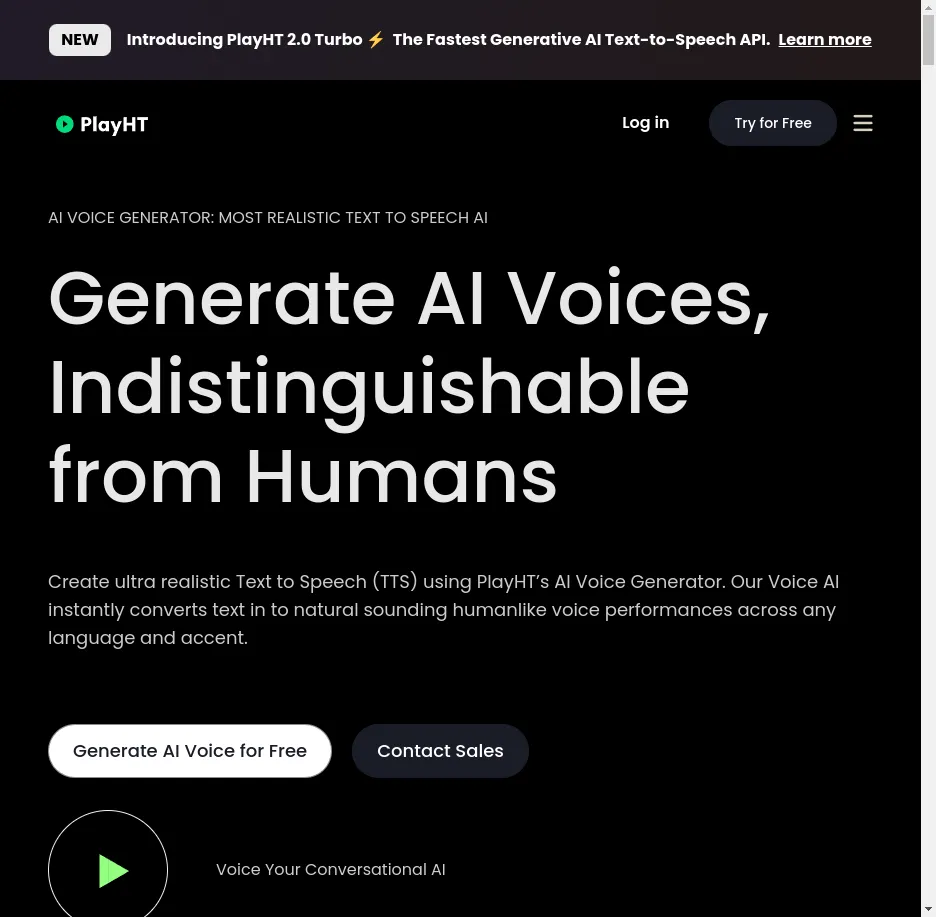 NEW Introducing PlayHT 2.0 Turbo ⚡ The Fastest Generative AI Text-to-Speech API. Learn more
PlayHT Log in Try for Free
AI VOICE GENERATOR: MOST REALISTIC TEXT TO SPEECH AI
Generate AI Voices,
Indistinguishable
from Humans
Create ultra realistic Text to Speech (TTS) using PlayHT’s AI Voice Generator. Our Voice AI
instantly converts text in to natural sounding humanlike voice performances across any
language and accent.
Generate AI Voice for Free Contact Sales
Voice Your Conversational AI